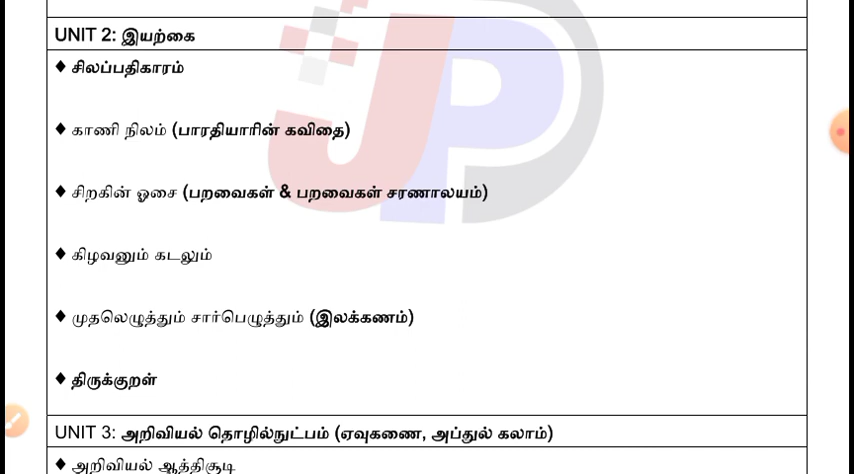 UNIT 2: இயற்கை
♦ சிலப்பதிகாரம்
♦ காணி நிலம் (பாரதியாரின் கவிதை)
♦ சிறகின் ஓசை (பறவைகள் & பறவைகள் சரணாலயம்)
♦ கிழவனும் கடலும்
♦ முதலெழுத்தும் சார்பெழுத்தும் (இலக்கணம்)
♦ திருக்குறள்
UNIT 3: அறிவியல் தொழில்நுட்பம் (ஏவுகணை, அப்துல் கலாம்)
♦ அறிவியல் ஆத்திசூடி